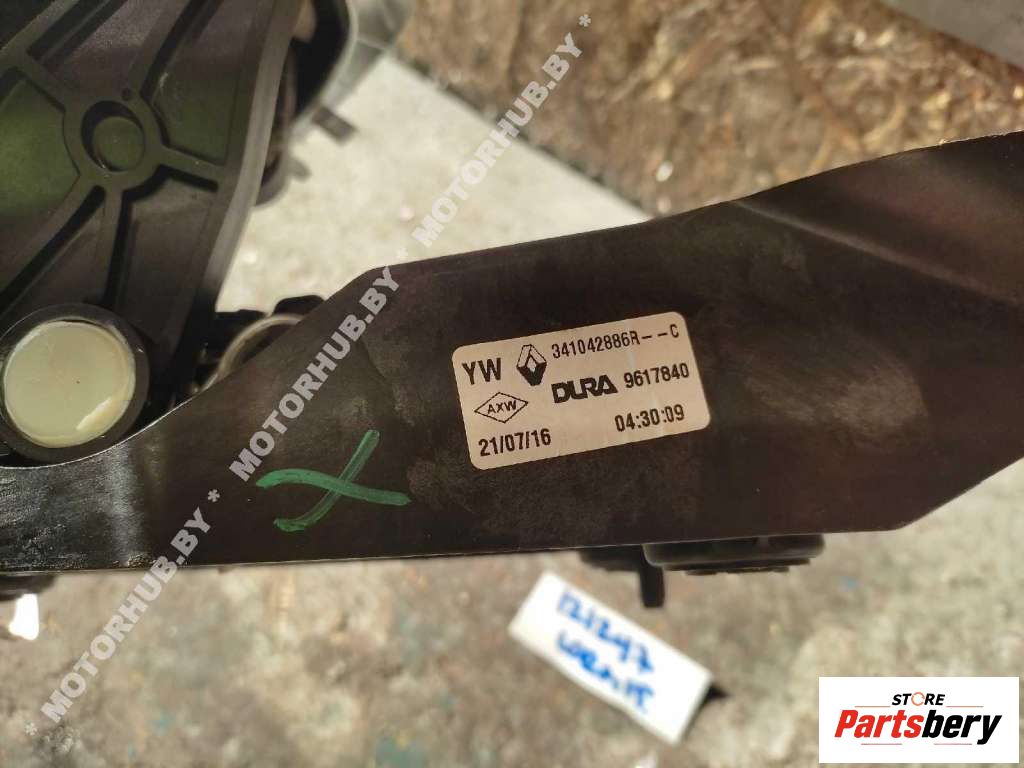 MOTORHUB.BY * MOTORHUB.BY * MOTORHUB.BY * MOTORHUB.BY *
YW 341042886R--C
DURA 9617840
AXW
21/07/16 04:30:09
121247
STORE
Partsbery